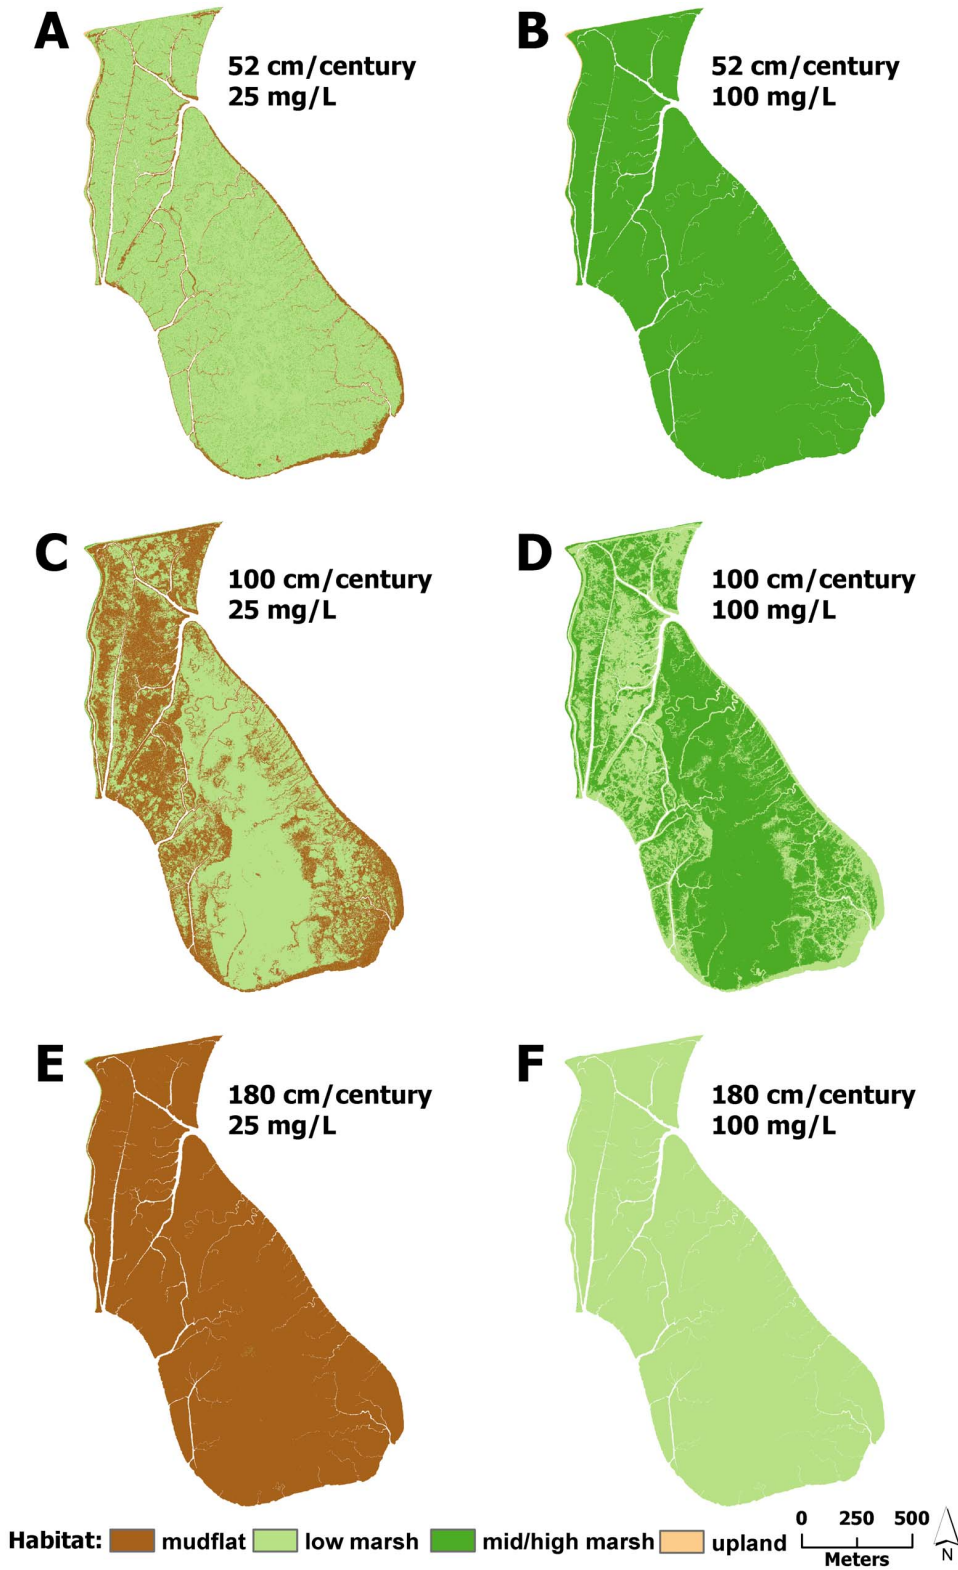 A
52 cm/century
25 mg/L
B
52 cm/century
100 mg/L
C
100 cm/century
25 mg/L
D
100 cm/century
100 mg/L
E
180 cm/century
25 mg/L
F
180 cm/century
100 mg/L
Habitat: mudflat low marsh mid/high marsh upland
0 250 500
Meters
N